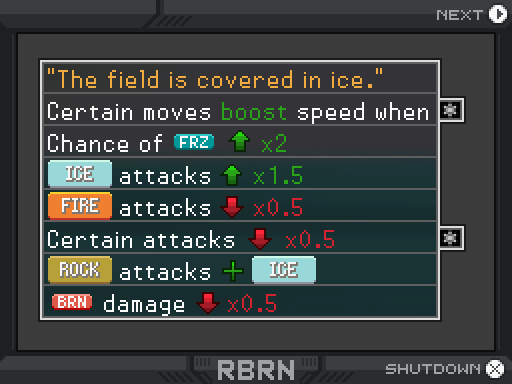 NEXT
"The field is covered in ice."
Certain moves boost speed when
Chance of FRZ x2
ICE attacks x1.5
FIRE attacks x0.5
Certain attacks x0.5
ROCK attacks + ICE
BRN damage x0.5
RBRN
SHUTDOWN